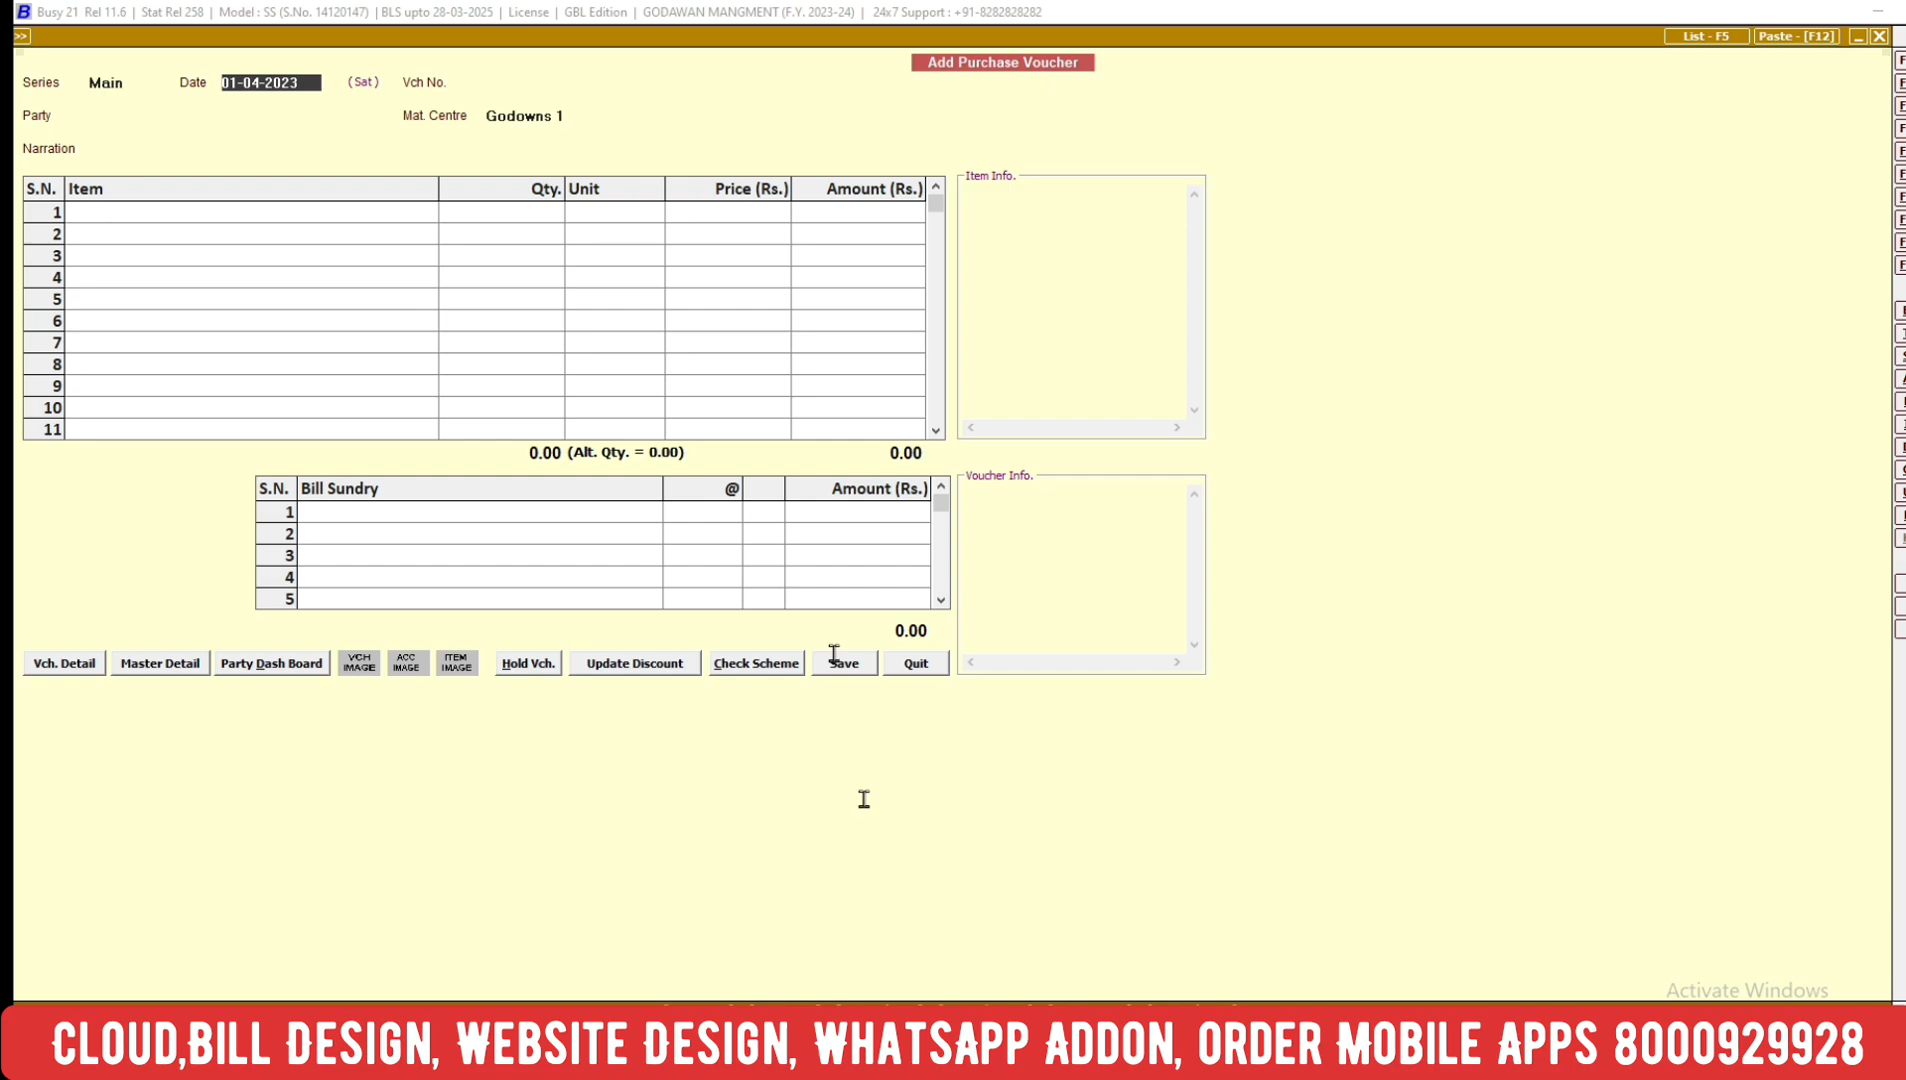 Busy 21 Rel 11.6 | Stat Rel 258 | Model : SS (S.No. 14120147) | BLS upto 28-03-2025 | License | GBL Edition | GODAWAN MANGMENT (F.Y. 2023-24) | 24x7 Support : +91-8282828282
>> List - F5 Paste - [F12]
Add Purchase Voucher
Series Main Date 01-04-2023 (Sat) Vch No.
Party Mat. Centre Godowns 1
Narration
S.N. Item Qty. Unit Price (Rs.) Amount (Rs.)
1
2
3
4
5
6
7
8
9
10
11
0.00 (Alt. Qty. = 0.00) 0.00
Item Info.
S.N. Bill Sundry @ Amount (Rs.)
1
2
3
4
5
0.00
Voucher Info.
Vch. Detail Master Detail Party Dash Board VCH IMAGE ACC IMAGE ITEM IMAGE Hold Vch. Update Discount Check Scheme Save Quit
Activate Windows
CLOUD,BILL DESIGN, WEBSITE DESIGN, WHATSAPP ADDON, ORDER MOBILE APPS 8000929928